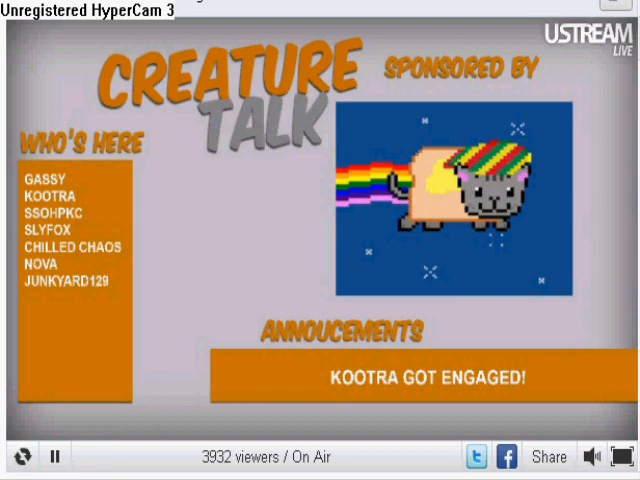 Unregistered HyperCam 3
USTREAM
LIVE
CREATURE
TALK
SPONSORED BY
WHO'S HERE
GASSY
KOOTRA
SSOHPKC
SLYFOX
CHILLED CHAOS
NOVA
JUNKYARD129
ANNOUCEMENTS
KOOTRA GOT ENGAGED!
3932 viewers / On Air
Share